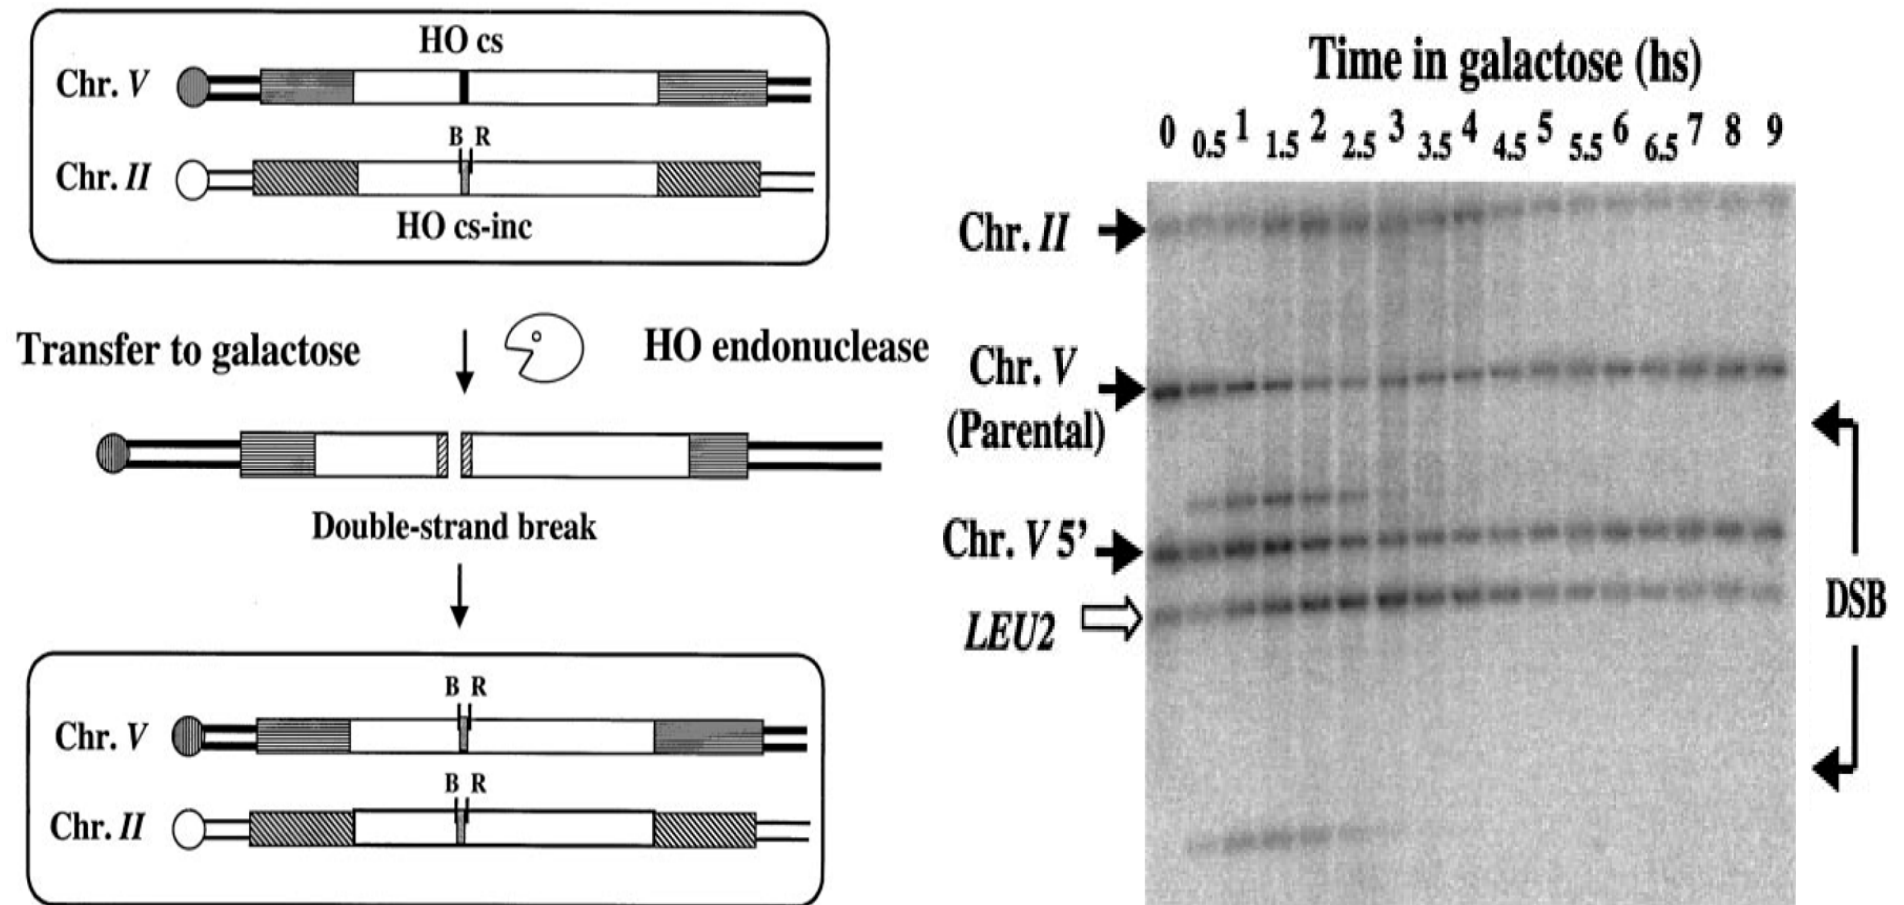 HO cs
Chr. V
B R
Chr. II
HO cs-inc
Transfer to galactose
HO endonuclease
Double-strand break
B R
Chr. V
B R
Chr. II
Time in galactose (hs)
0 0.5 1 1.5 2 2.5 3 3.5 4 4.5 5 5.5 6 6.5 7 8 9
Chr. II
Chr. V
(Parental)
Chr. V 5’
LEU2
DSB